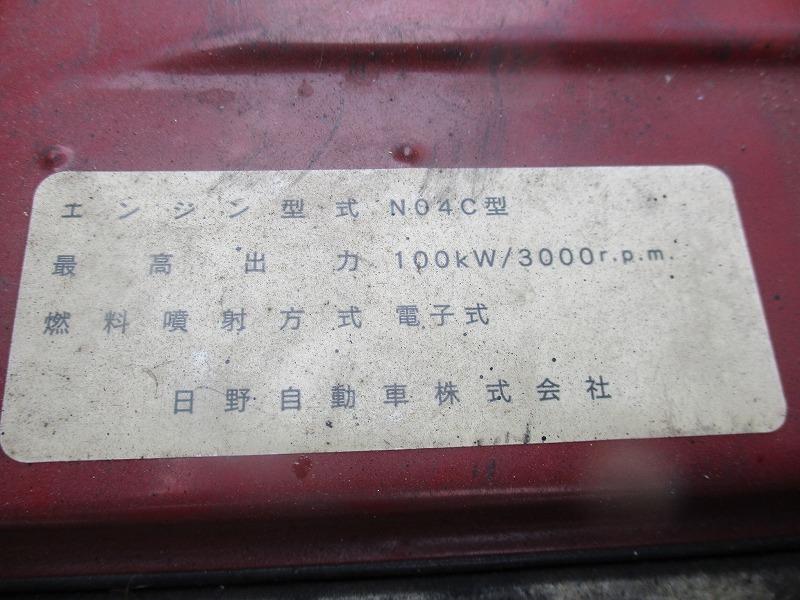 エンジン型式 N04C型
最高出力 100kW/3000r.p.m.
燃料噴射方式 電子式
日野自動車株式会社